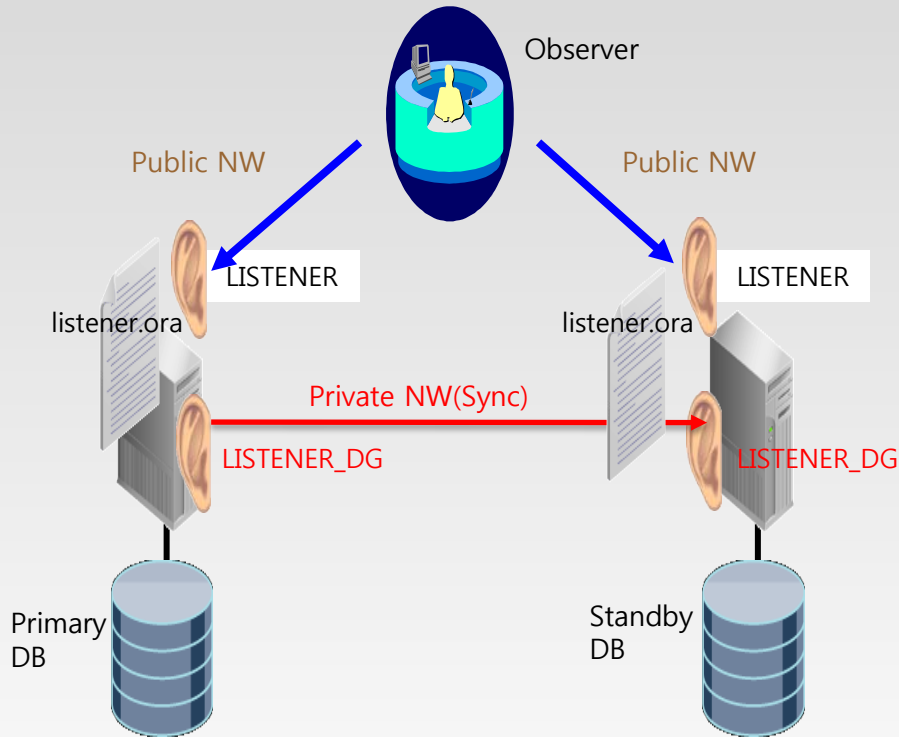 Observer
Public NW
Public NW
LISTENER
LISTENER
listener.ora
listener.ora
Private NW(Sync)
LISTENER_DG
LISTENER_DG
Primary
DB
Standby
DB